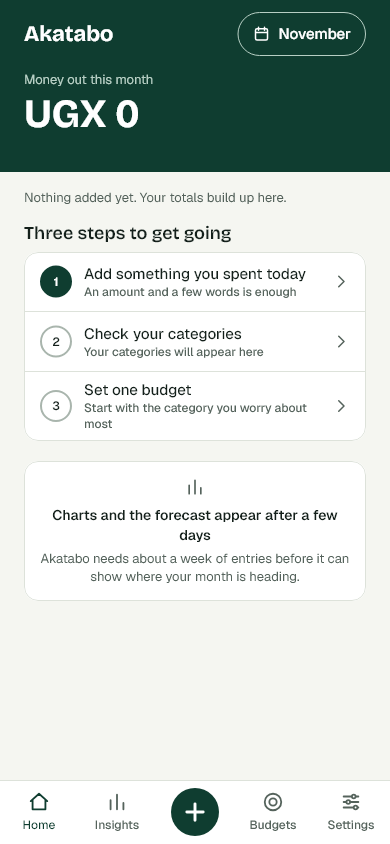 Akatabo
November
Money out this month
UGX 0
Nothing added yet. Your totals build up here.
Three steps to get going
1
Add something you spent today
An amount and a few words is enough
2
Check your categories
Your categories will appear here
3
Set one budget
Start with the category you worry about
most
Charts and the forecast appear after a few
days
Akatabo needs about a week of entries before it can
show where your month is heading.
Home
Insights
Budgets
Settings